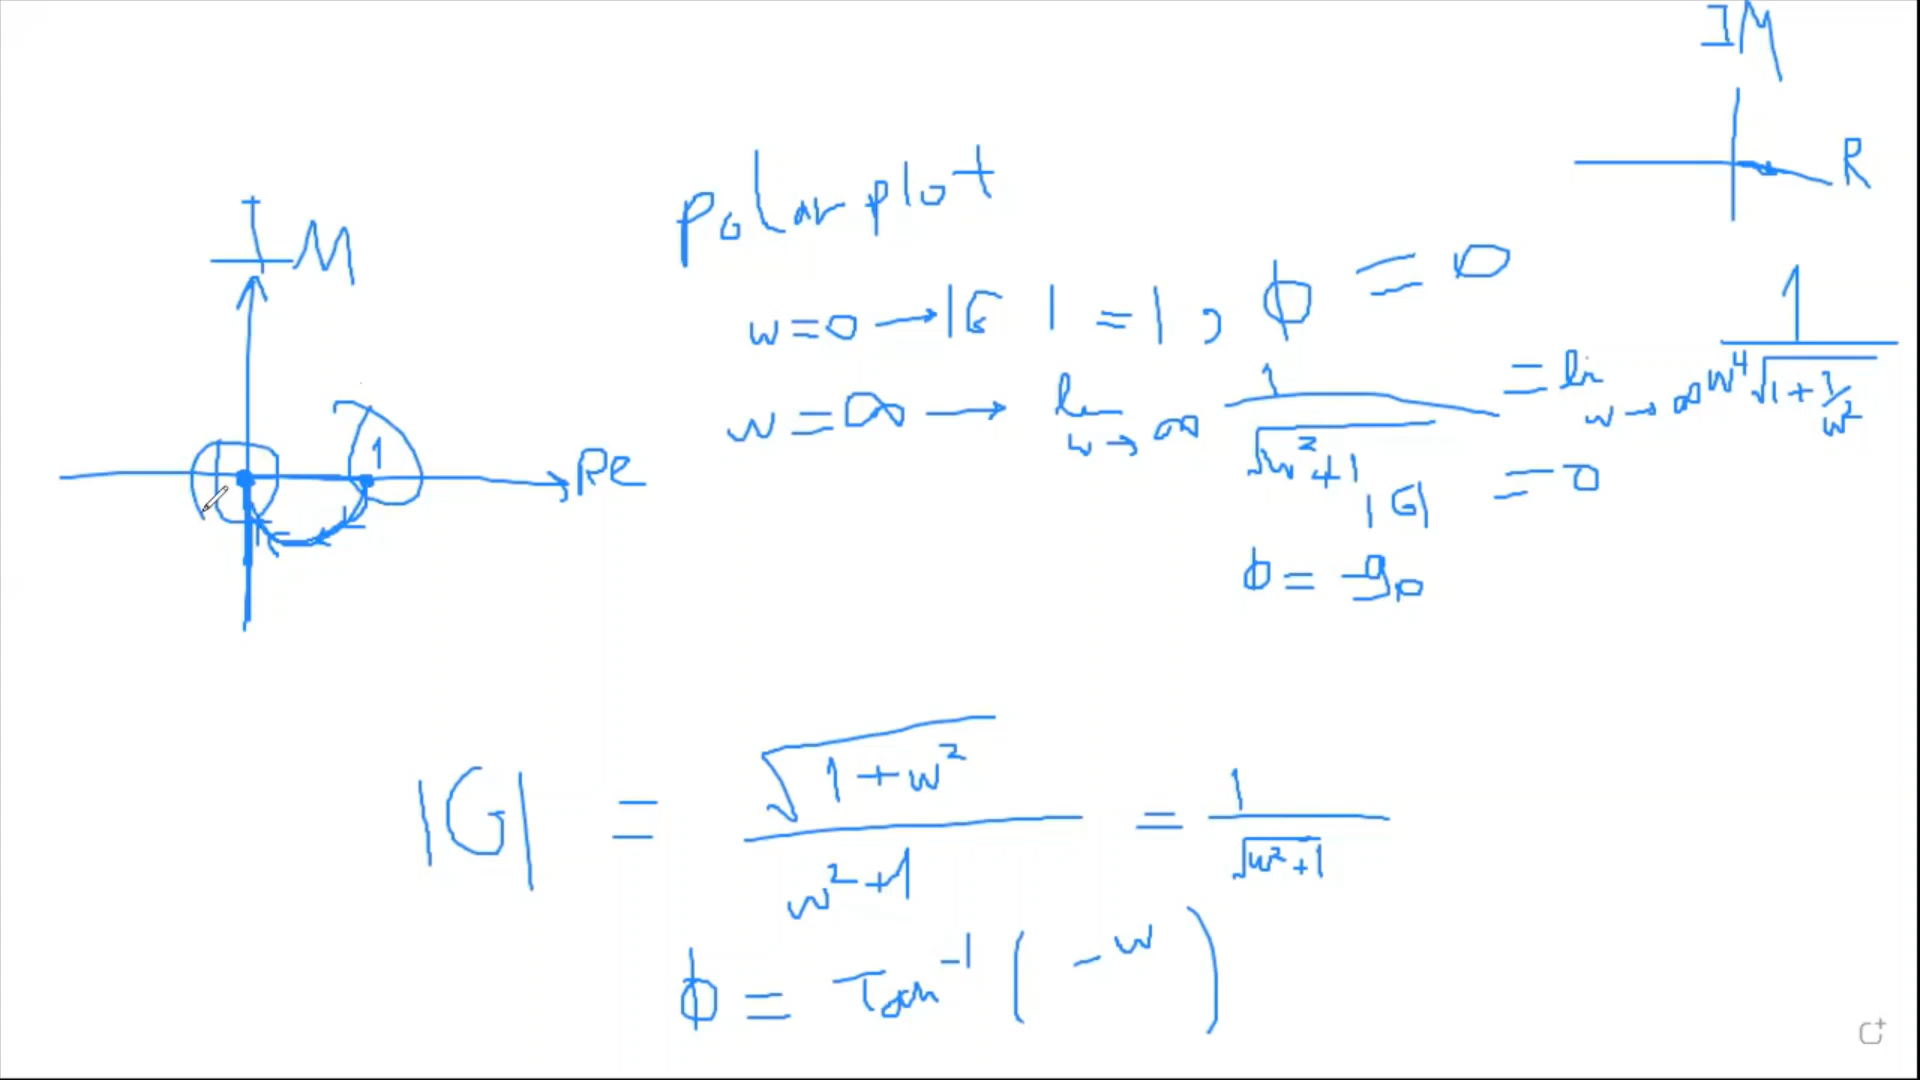 IM
R
polar plot
IM
Re
1
w=0 → |G| = 1 , ϕ = 0
w = ∞ → lim w→∞ 1/√w²+1 = lim w→∞ 1/w⁴√1+1/w²
|G| = 0
ϕ = -90
|G| = √1+w² / w²+1 = 1/√w²+1
ϕ = Tan⁻¹ ( -w )